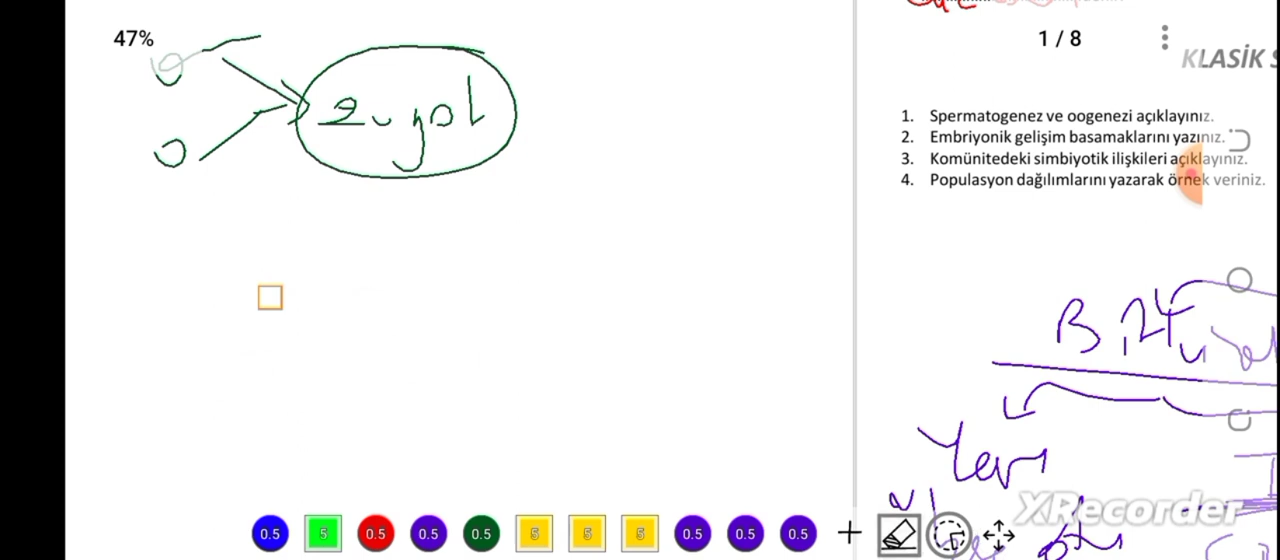 47%
zigot
1 / 8
KLASİK S
1. Spermatogenez ve oogenezi açıklayınız.
2. Embriyonik gelişim basamaklarını yazınız.
3. Komünitedeki simbiyotik ilişkileri açıklayınız.
4. Populasyon dağılımlarını yazarak örnek veriniz.
XRecorder
0.5 5 0.5 0.5 0.5 5 5 5 0.5 0.5 0.5